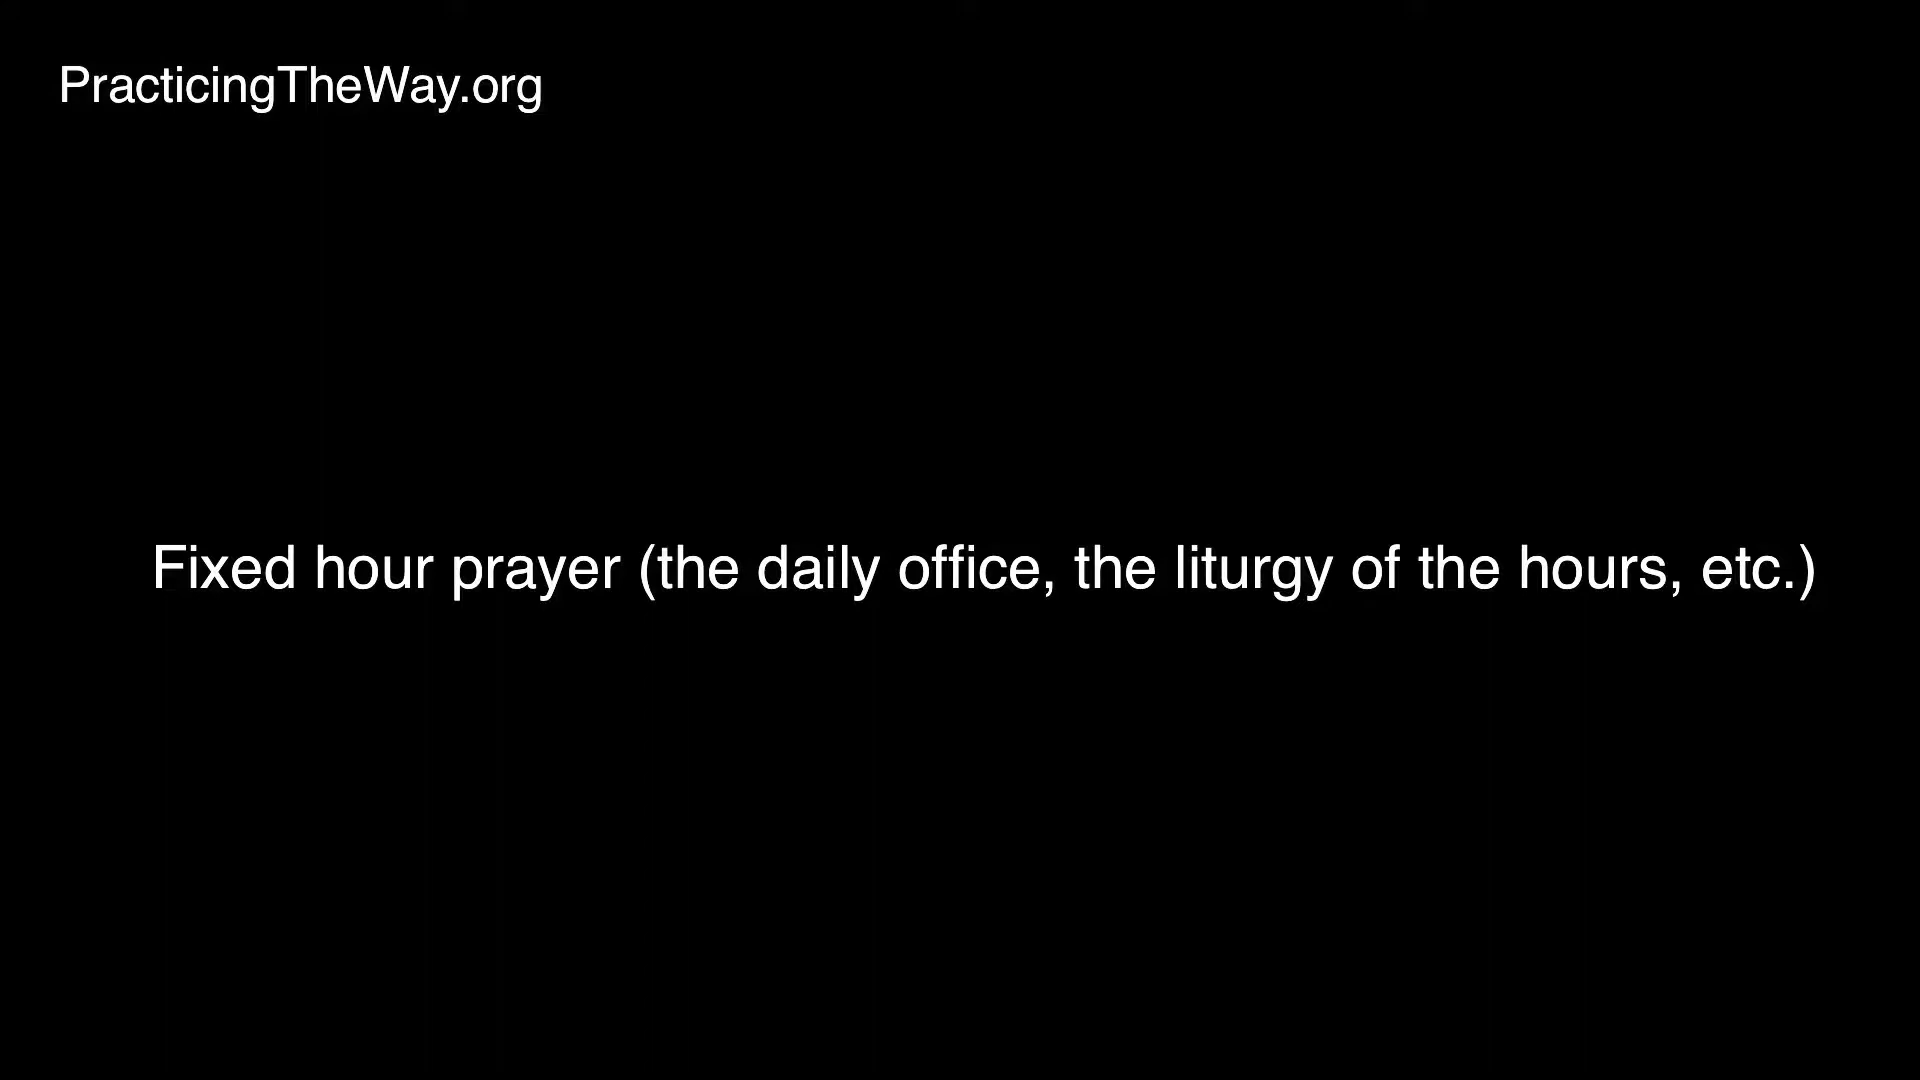 PracticingTheWay.org
Fixed hour prayer (the daily office, the liturgy of the hours, etc.)